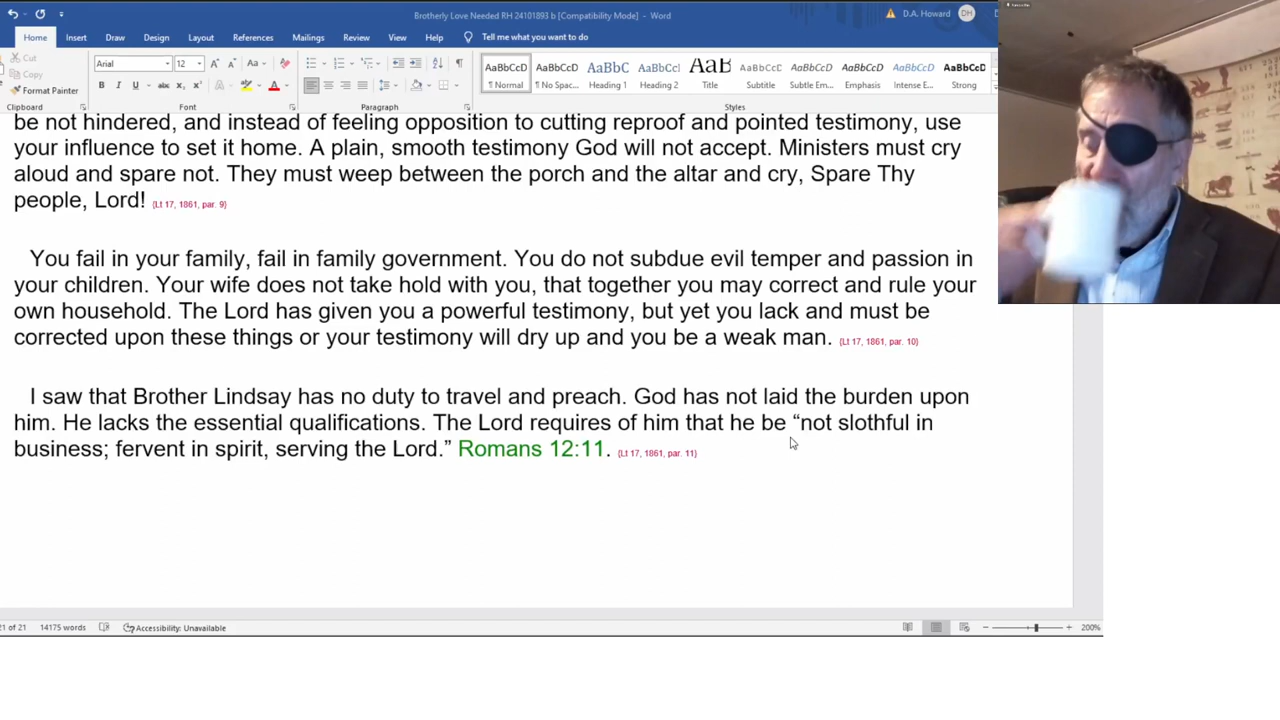 Brotherly Love Needed RH 24101893 b [Compatibility Mode] - Word
D.A. Howard
DH
Home Insert Draw Design Layout References Mailings Review View Help Tell me what you want to do
Cut
Copy
Format Painter
Clipboard
Arial 12
Font
Paragraph
AaBbCcD AaBbCcD AaBbC AaBbCcI AaB AaBbCcD AaBbCcD AaBbCcD AaBbCcD AaBbCcD
¶ Normal ¶ No Spac... Heading 1 Heading 2 Title Subtitle Subtle Em... Emphasis Intense E... Strong
Styles
be not hindered, and instead of feeling opposition to cutting reproof and pointed testimony, use
your influence to set it home. A plain, smooth testimony God will not accept. Ministers must cry
aloud and spare not. They must weep between the porch and the altar and cry, Spare Thy
people, Lord! {Lt 17, 1861, par. 9}
You fail in your family, fail in family government. You do not subdue evil temper and passion in
your children. Your wife does not take hold with you, that together you may correct and rule your
own household. The Lord has given you a powerful testimony, but yet you lack and must be
corrected upon these things or your testimony will dry up and you be a weak man. {Lt 17, 1861, par. 10}
I saw that Brother Lindsay has no duty to travel and preach. God has not laid the burden upon
him. He lacks the essential qualifications. The Lord requires of him that he be “not slothful in
business; fervent in spirit, serving the Lord.” Romans 12:11. {Lt 17, 1861, par. 11}
21 of 21 14175 words Accessibility: Unavailable 200%